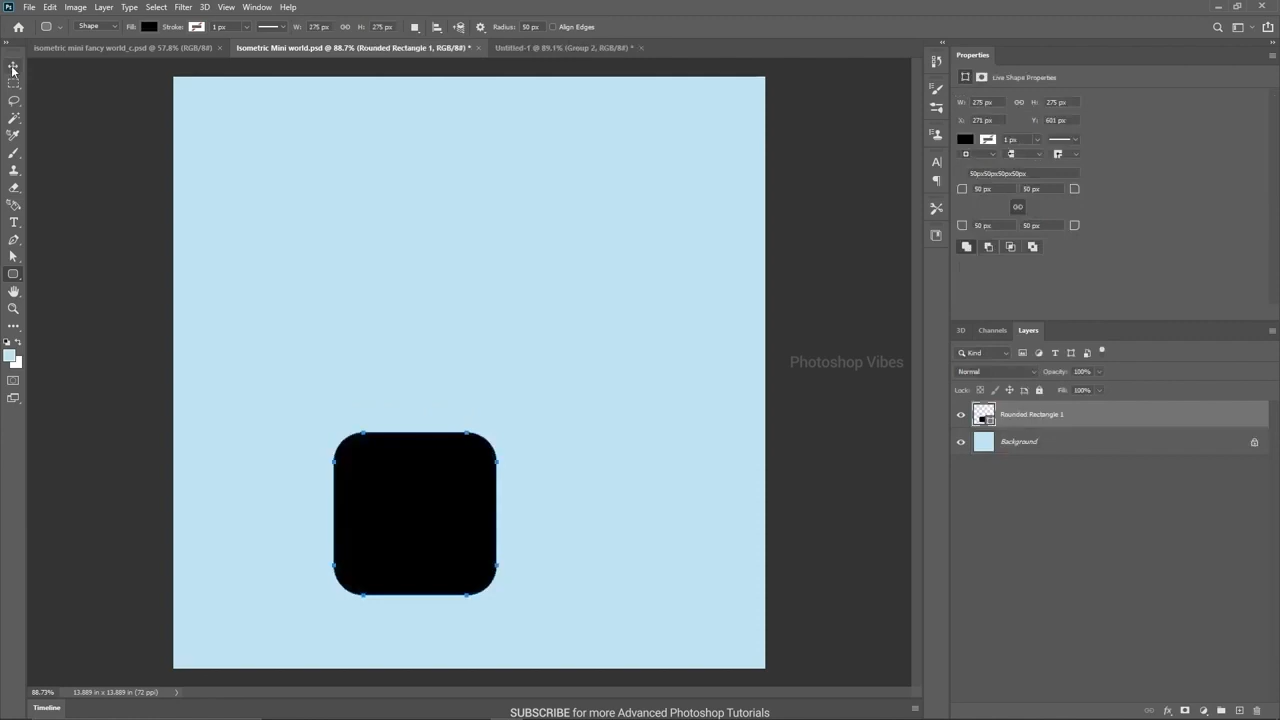 Ps File Edit Image Layer Type Select Filter 3D View Window Help
Shape Fill: Stroke: 1 px W: 275 px H: 275 px Radius: 50 px Align Edges
isometric mini fancy world_c.psd @ 57.8% (RGB/8#) × Isometric Mini world.psd @ 88.7% (Rounded Rectangle 1, RGB/8#) * × Untitled-1 @ 89.1% (Group 2, RGB/8#) * ×
Properties
Live Shape Properties
W: 275 px H: 275 px
X: 271 px Y: 601 px
1 px
50px50px50px50px
50 px 50 px
50 px 50 px
3D Channels Layers
Kind
Normal Opacity: 100%
Lock: Fill: 100%
Rounded Rectangle 1
Background
Photoshop Vibes
88.73% 13.889 in x 13.889 in (72 ppi)
Timeline
SUBSCRIBE for more Advanced Photoshop Tutorials